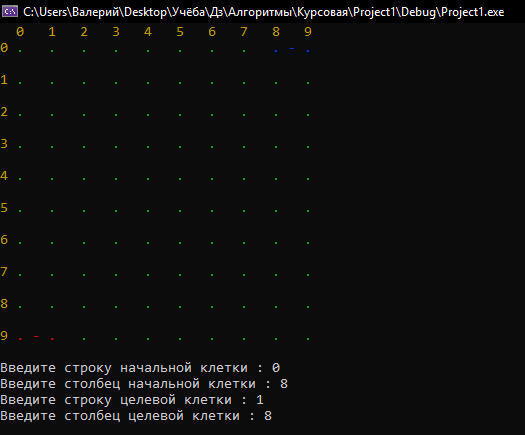 C:\Users\Валерий\Desktop\Учёба\Дз\Алгоритмы\Курсовая\Project1\Debug\Project1.exe
0 1 2 3 4 5 6 7 8 9
0 . . . . . . . . . - .
1 . . . . . . . . . .
2 . . . . . . . . . .
3 . . . . . . . . . .
4 . . . . . . . . . .
5 . . . . . . . . . .
6 . . . . . . . . . .
7 . . . . . . . . . .
8 . . . . . . . . . .
9 . - . . . . . . . . .
Введите строку начальной клетки : 0
Введите столбец начальной клетки : 8
Введите строку целевой клетки : 1
Введите столбец целевой клетки : 8